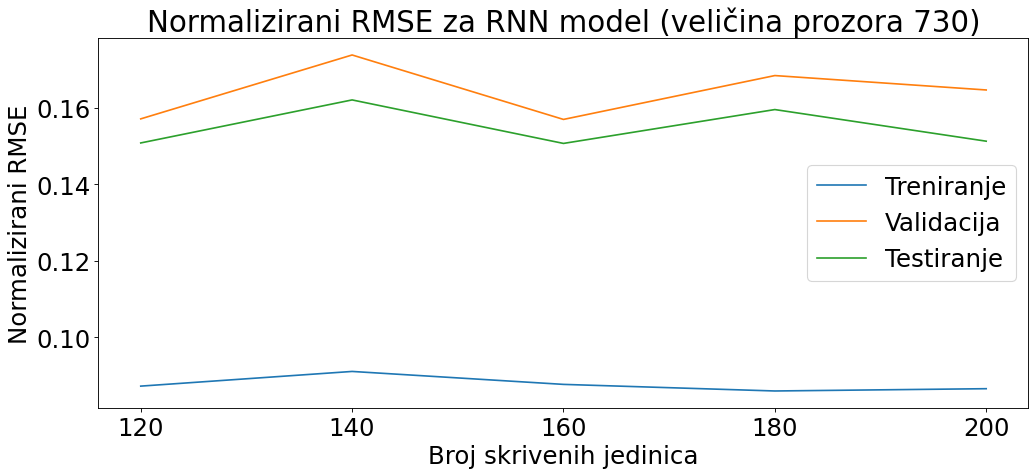 Normalizirani RMSE za RNN model (veličina prozora 730)
Normalizirani RMSE
0.16
0.14
0.12
0.10
Treniranje
Validacija
Testiranje
120 140 160 180 200
Broj skrivenih jedinica